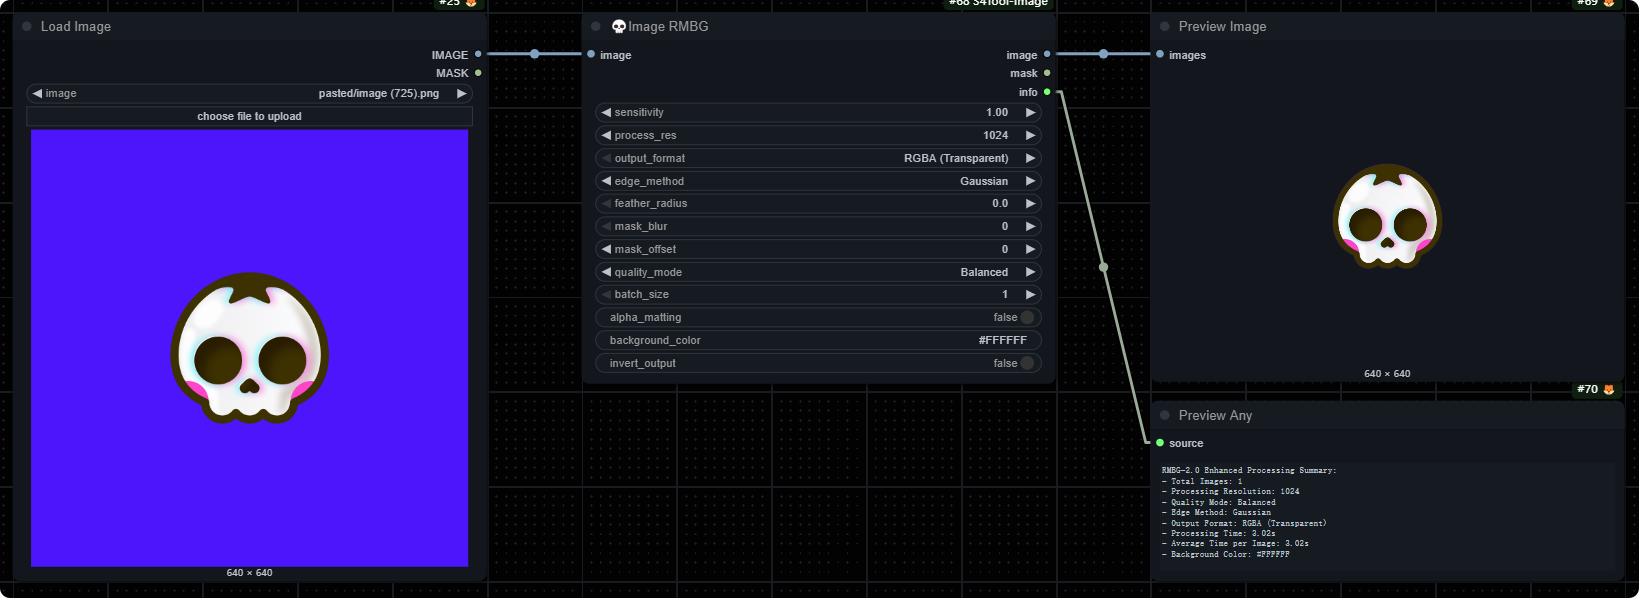 #25
#68 S4Tool-Image
#69
Load Image
IMAGE
MASK
image pasted/image (725).png
choose file to upload
640 × 640
Image RMBG
image image
mask
info
sensitivity 1.00
process_res 1024
output_format RGBA (Transparent)
edge_method Gaussian
feather_radius 0.0
mask_blur 0
mask_offset 0
quality_mode Balanced
batch_size 1
alpha_matting false
background_color #FFFFFF
invert_output false
Preview Image
images
640 × 640
#70
Preview Any
source
RMBG-2.0 Enhanced Processing Summary:
- Total Images: 1
- Processing Resolution: 1024
- Quality Mode: Balanced
- Edge Method: Gaussian
- Output Format: RGBA (Transparent)
- Processing Time: 3.02s
- Average Time per Image: 3.02s
- Background Color: #FFFFFF